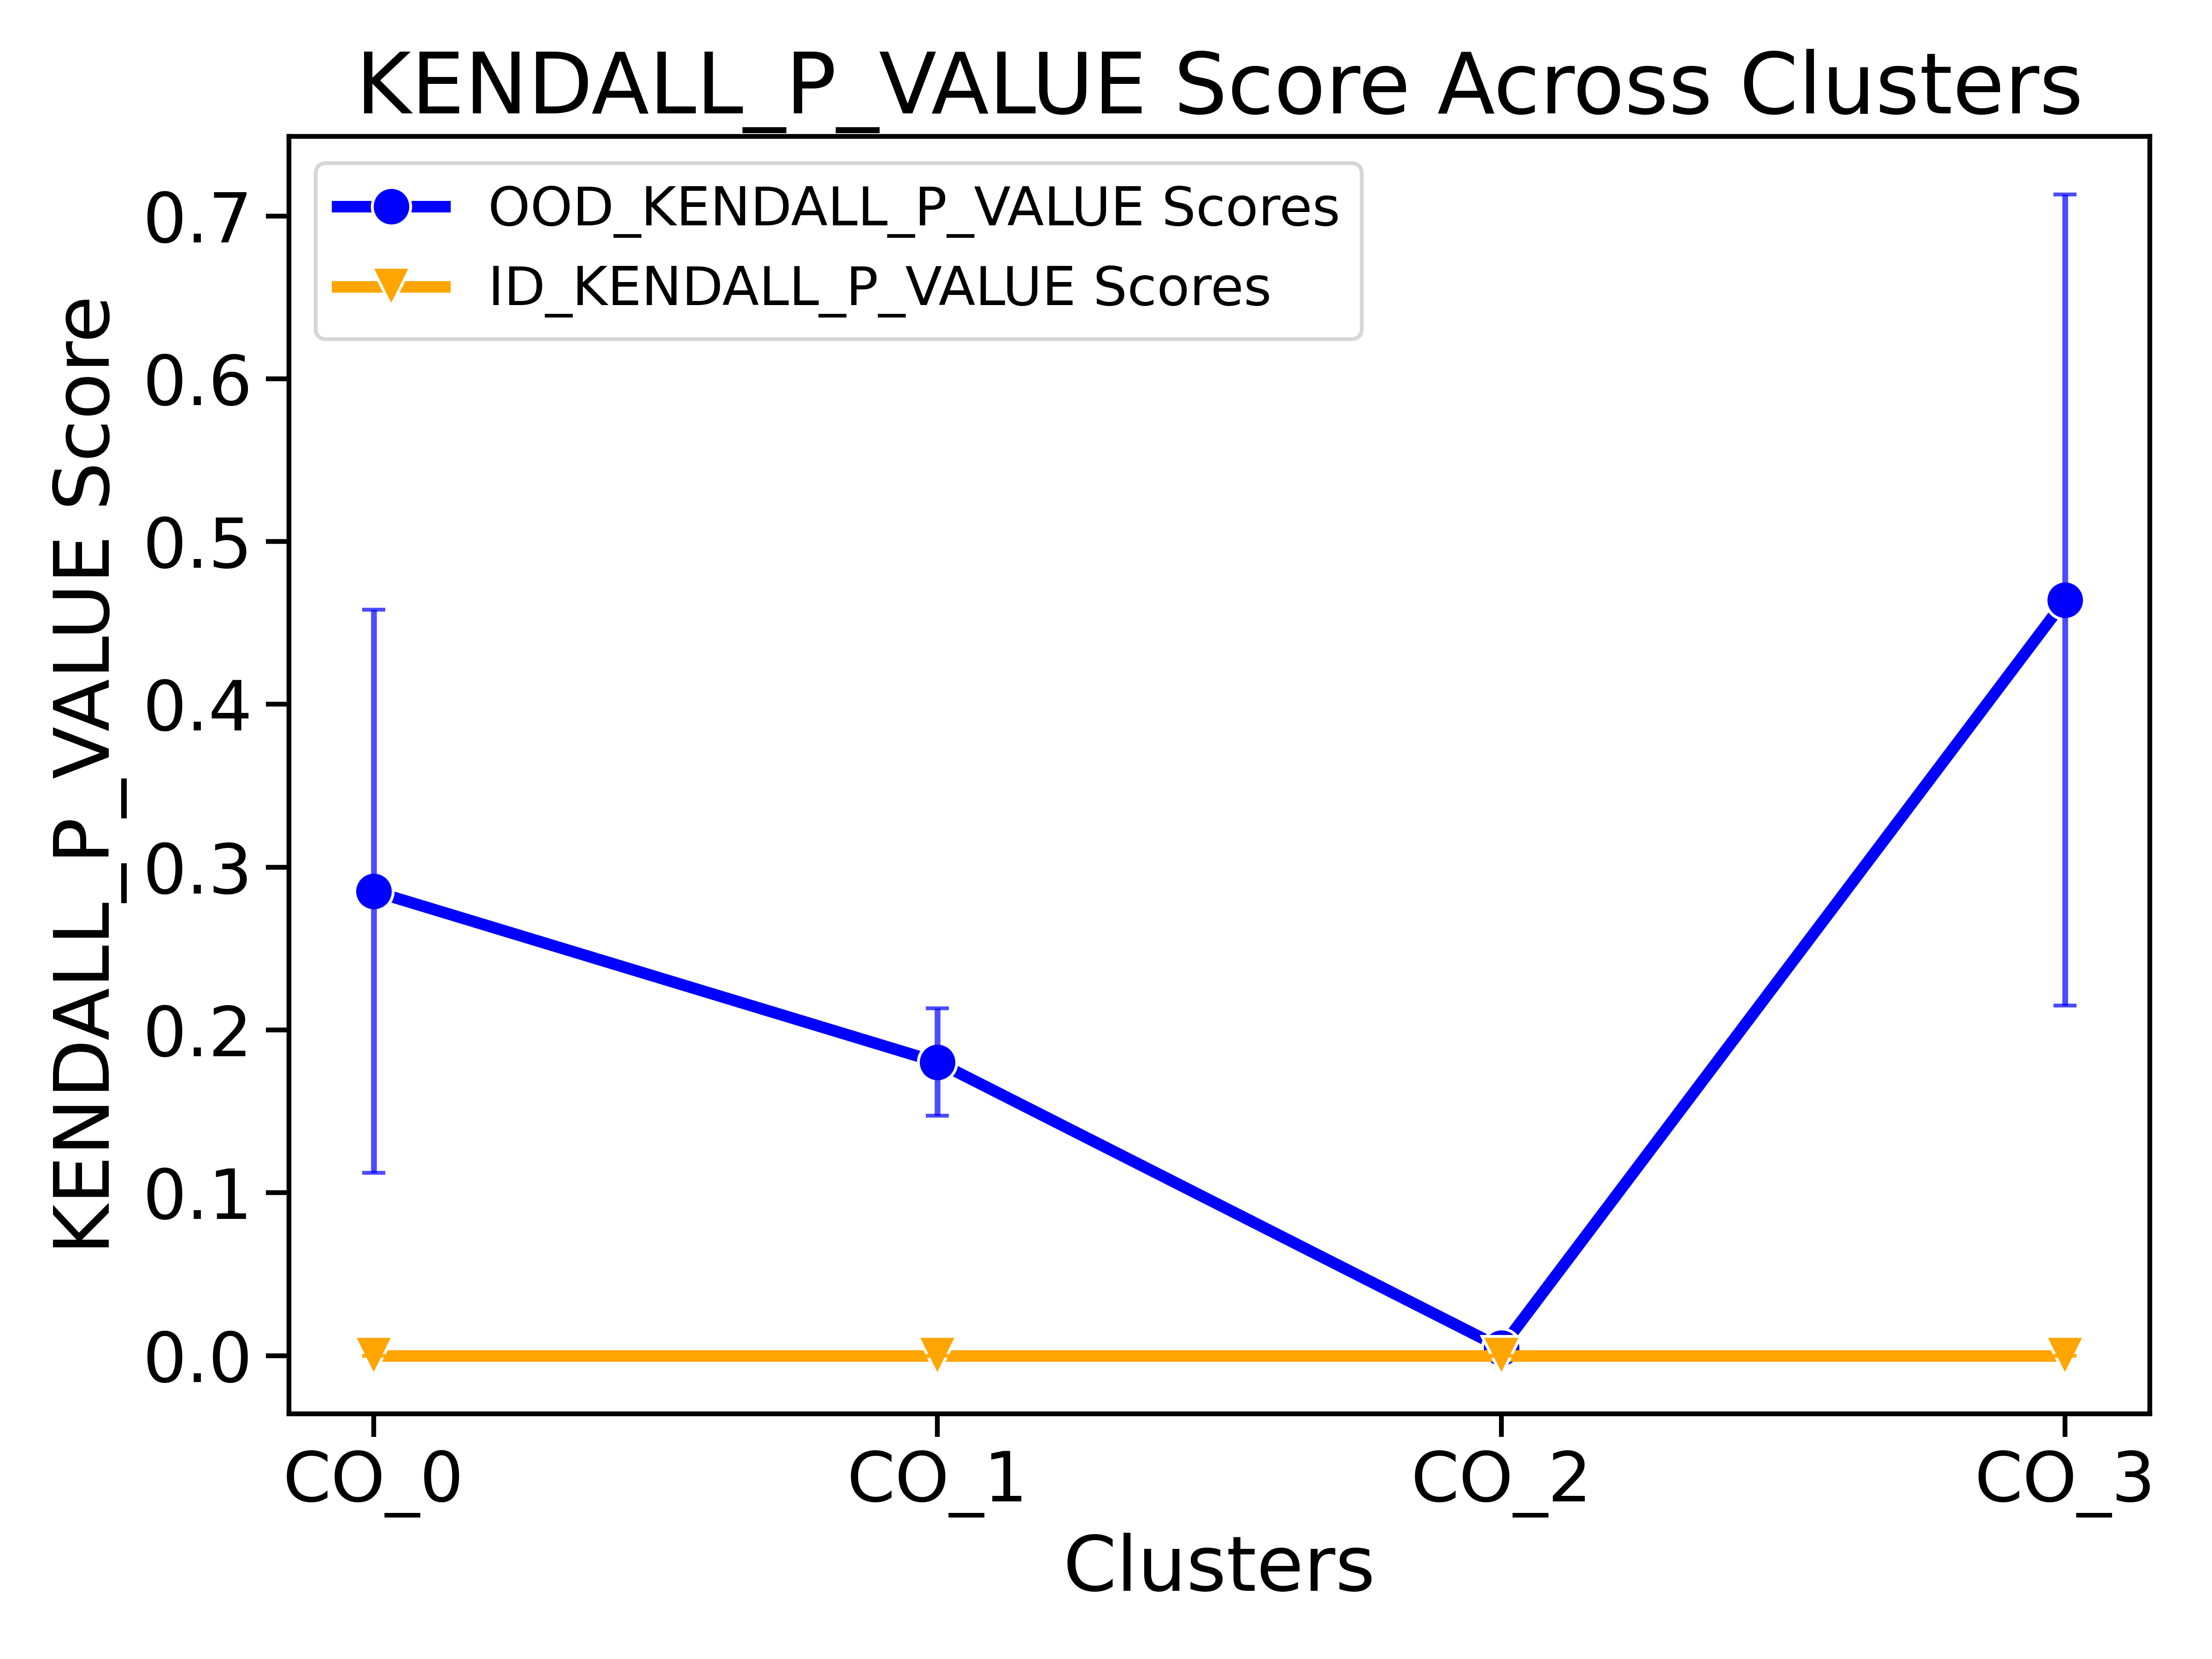 KENDALL_P_VALUE Score Across Clusters
OOD_KENDALL_P_VALUE Scores
ID_KENDALL_P_VALUE Scores
KENDALL_P_VALUE Score
0.7
0.6
0.5
0.4
0.3
0.2
0.1
0.0
CO_0 CO_1 CO_2 CO_3
Clusters